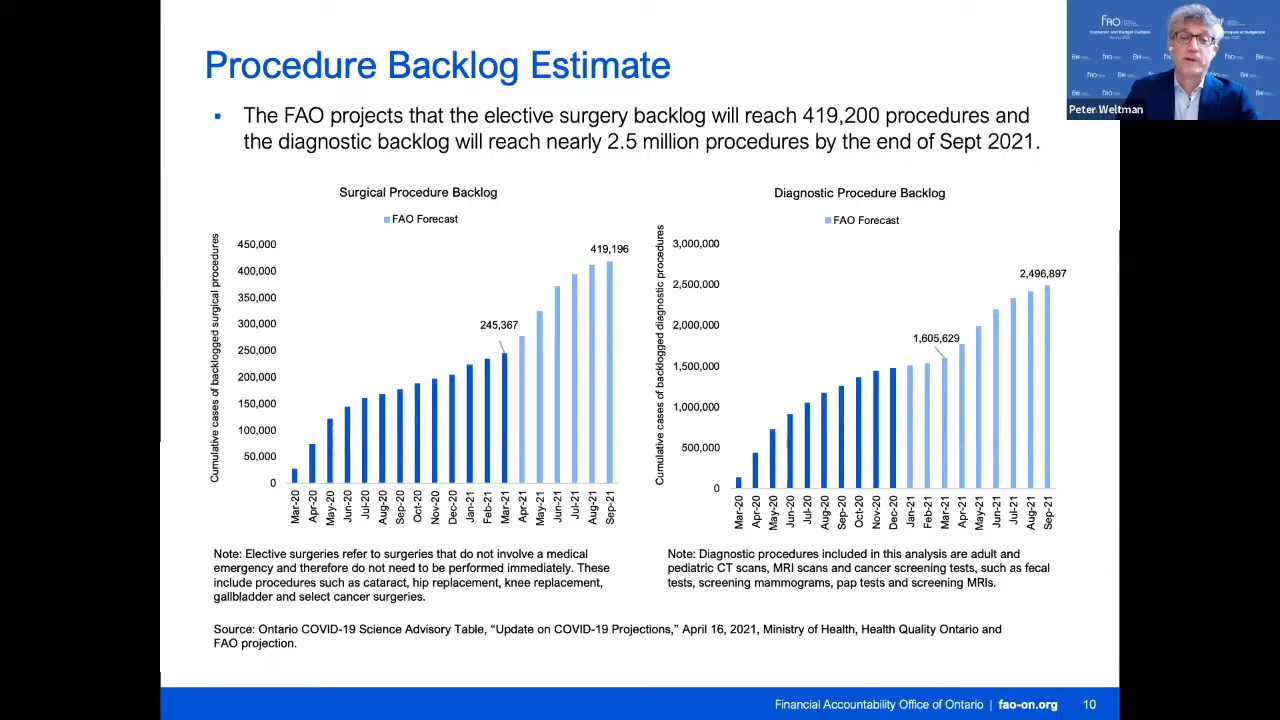 Procedure Backlog Estimate
▪ The FAO projects that the elective surgery backlog will reach 419,200 procedures and
the diagnostic backlog will reach nearly 2.5 million procedures by the end of Sept 2021.
FAO
Peter Weltman
Surgical Procedure Backlog
FAO Forecast
Cumulative cases of backlogged surgical procedures
450,000
400,000
350,000
300,000
250,000
200,000
150,000
100,000
50,000
0
419,196
245,367
Mar-20
Apr-20
May-20
Jun-20
Jul-20
Aug-20
Sep-20
Oct-20
Nov-20
Dec-20
Jan-21
Feb-21
Mar-21
Apr-21
May-21
Jun-21
Jul-21
Aug-21
Sep-21
Diagnostic Procedure Backlog
FAO Forecast
Cumulative cases of backlogged diagnostic procedures
3,000,000
2,500,000
2,000,000
1,500,000
1,000,000
500,000
0
2,496,897
1,605,629
Mar-20
Apr-20
May-20
Jun-20
Jul-20
Aug-20
Sep-20
Oct-20
Nov-20
Dec-20
Jan-21
Feb-21
Mar-21
Apr-21
May-21
Jun-21
Jul-21
Aug-21
Sep-21
Note: Elective surgeries refer to surgeries that do not involve a medical
emergency and therefore do not need to be performed immediately. These
include procedures such as cataract, hip replacement, knee replacement,
gallbladder and select cancer surgeries.
Note: Diagnostic procedures included in this analysis are adult and
pediatric CT scans, MRI scans and cancer screening tests, such as fecal
tests, screening mammograms, pap tests and screening MRIs.
Source: Ontario COVID-19 Science Advisory Table, “Update on COVID-19 Projections,” April 16, 2021, Ministry of Health, Health Quality Ontario and
FAO projection.
Financial Accountability Office of Ontario | fao-on.org 10